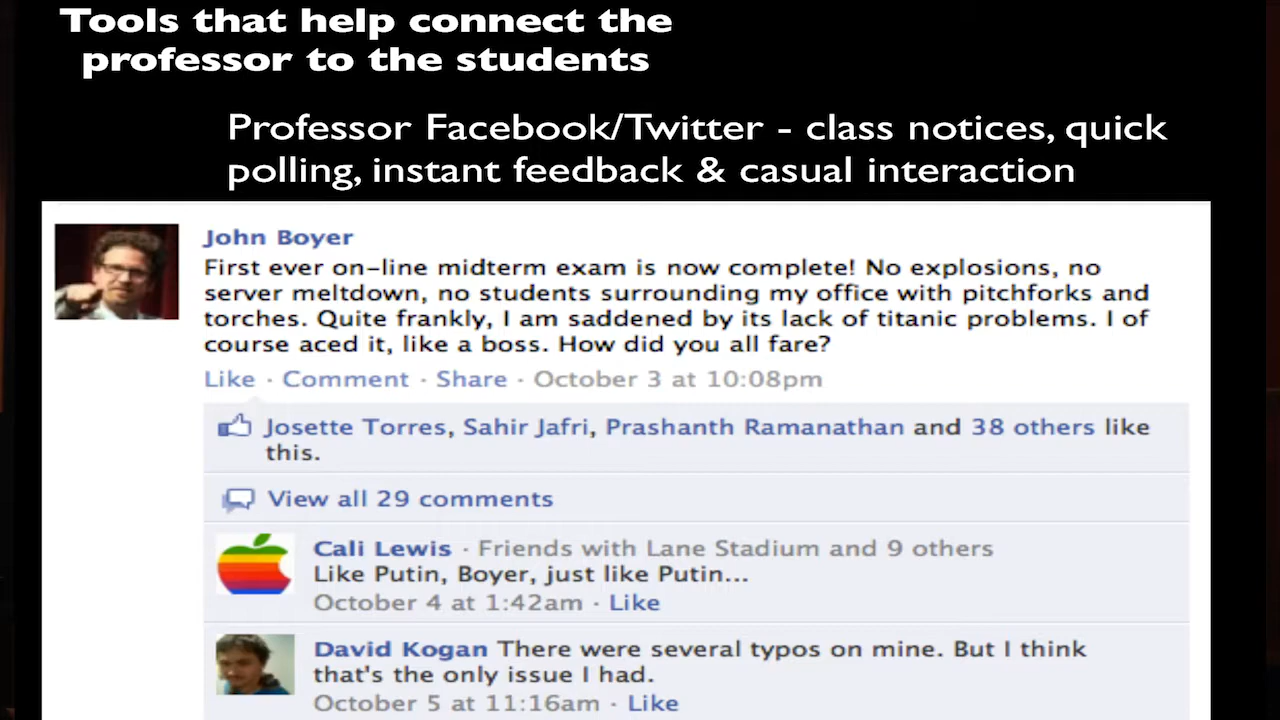 Tools that help connect the
professor to the students
Professor Facebook/Twitter - class notices, quick
polling, instant feedback & casual interaction
John Boyer
First ever on-line midterm exam is now complete! No explosions, no
server meltdown, no students surrounding my office with pitchforks and
torches. Quite frankly, I am saddened by its lack of titanic problems. I of
course aced it, like a boss. How did you all fare?
Like · Comment · Share · October 3 at 10:08pm
Josette Torres, Sahir Jafri, Prashanth Ramanathan and 38 others like
this.
View all 29 comments
Cali Lewis · Friends with Lane Stadium and 9 others
Like Putin, Boyer, just like Putin...
October 4 at 1:42am · Like
David Kogan There were several typos on mine. But I think
that's the only issue I had.
October 5 at 11:16am · Like